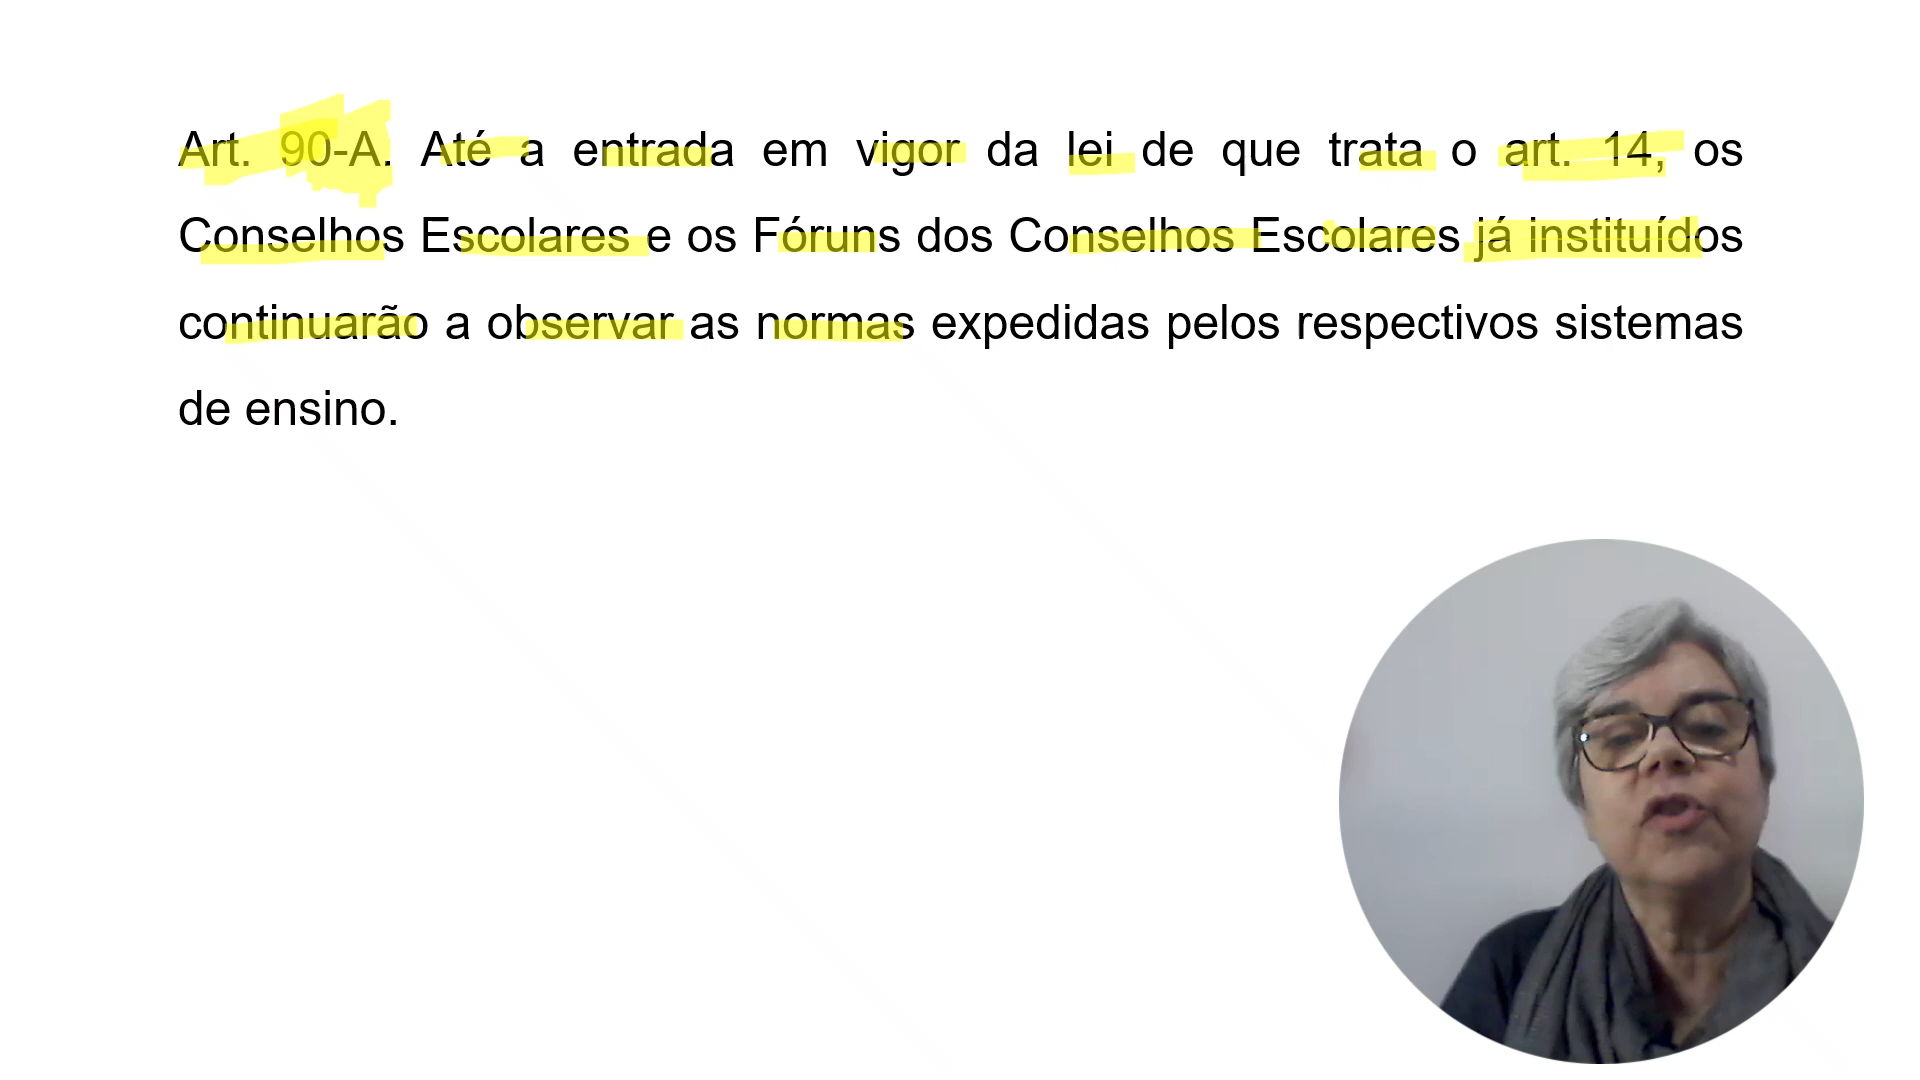 Art. 90-A. Até a entrada em vigor da lei de que trata o art. 14, os
Conselhos Escolares e os Fóruns dos Conselhos Escolares já instituídos
continuarão a observar as normas expedidas pelos respectivos sistemas
de ensino.